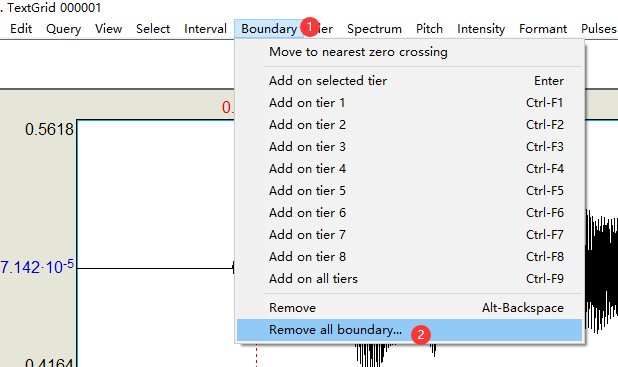 . TextGrid 000001
Edit Query View Select Interval Boundary 1 ier Spectrum Pitch Intensity Formant Pulses
Move to nearest zero crossing
Add on selected tier Enter
0.
Add on tier 1 Ctrl-F1
0.5618
Add on tier 2 Ctrl-F2
Add on tier 3 Ctrl-F3
Add on tier 4 Ctrl-F4
Add on tier 5 Ctrl-F5
Add on tier 6 Ctrl-F6
Add on tier 7 Ctrl-F7
7.142·10-5
Add on tier 8 Ctrl-F8
Add on all tiers Ctrl-F9
Remove Alt-Backspace
Remove all boundary... 2
0.4164